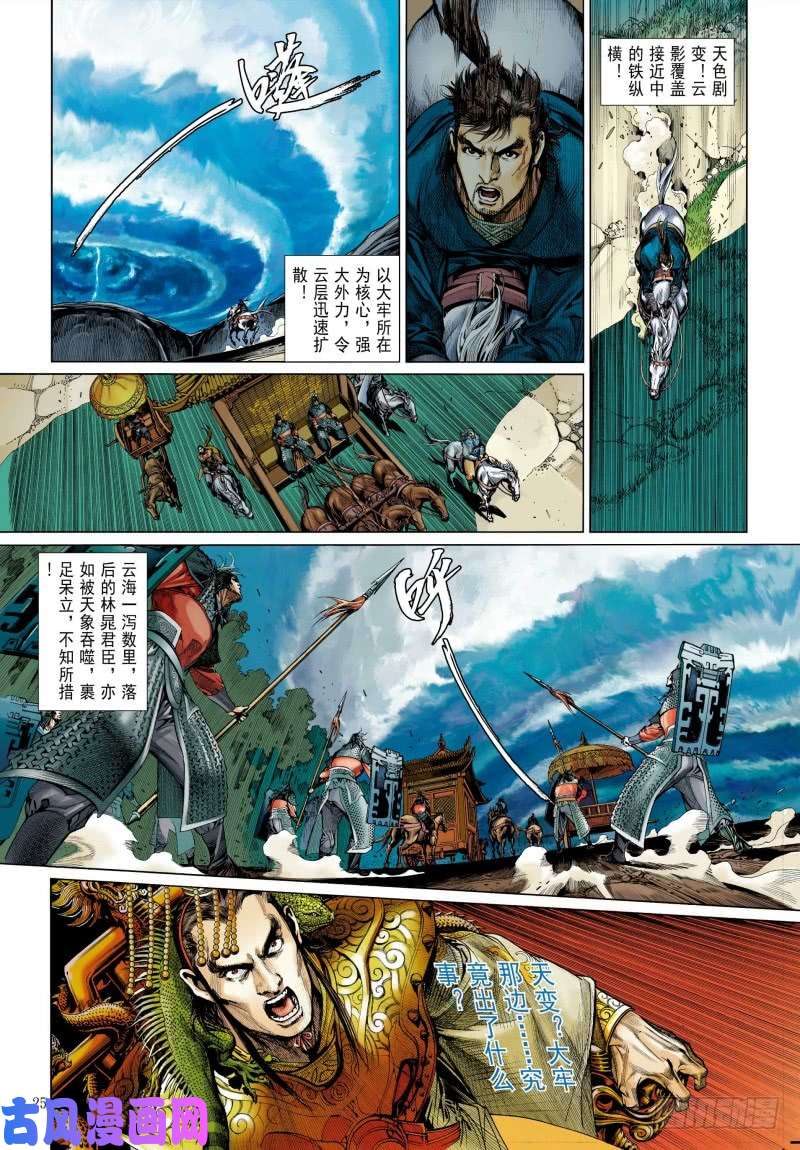 天色剧
变！云
影覆盖
接近中
的铁纵
横！
以大牢所在
为核心，强
大外力，令
云层迅速扩
散！
云海一泻数里，落
后的林晁君臣，亦
如被天象吞噬，裹
足呆立，不知所措
！
呼
天变？大牢
那边……究
竟出了什么
事？
25
古风漫画网